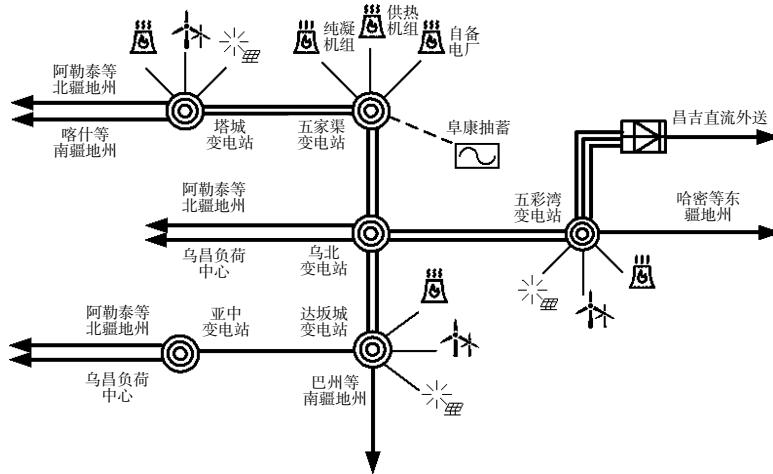 纯凝
机组
供热
机组
自备
电厂
阿勒泰等
北疆地州
喀什等
南疆地州
塔城
变电站
五家渠
变电站
阜康抽蓄
昌吉直流外送
阿勒泰等
北疆地州
乌昌负荷
中心
乌北
变电站
五彩湾
变电站
哈密等东
疆地州
阿勒泰等
北疆地州
乌昌负荷
中心
亚中
变电站
达坂城
变电站
巴州等
南疆地州